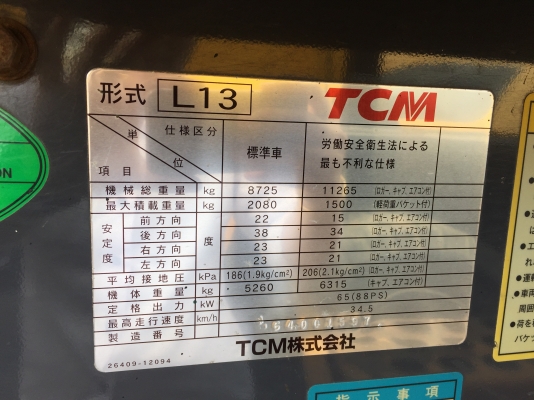 形式 L13 TCM
単位 仕様区分 項目 標準車 労働安全衛生法による
最も不利な仕様
機械総重量 kg 8725 11265 (ロガー、キャブ、エアコン付)
最大積載重量 kg 2080 1500 (軽荷重バケット付)
安定度 前方向 度 22 15 (ロガー、キャブ、エアコン付)
後方向 38 34 (ロガー、キャブ、エアコン付)
右方向 23 21 (ロガー、キャブ、エアコン付)
左方向 23 21 (ロガー、キャブ、エアコン付)
平均接地圧 kPa 186(1.9kg/cm²) 206(2.1kg/cm²) (ロガー、キャブ、エアコン付)
機体重量 kg 5260 6315 (キャブ、エアコン付)
定格出力 kW 65(88PS)
最高走行速度 km/h 34.5
製造番号
TCM株式会社
26409-12094
指示事項
ON